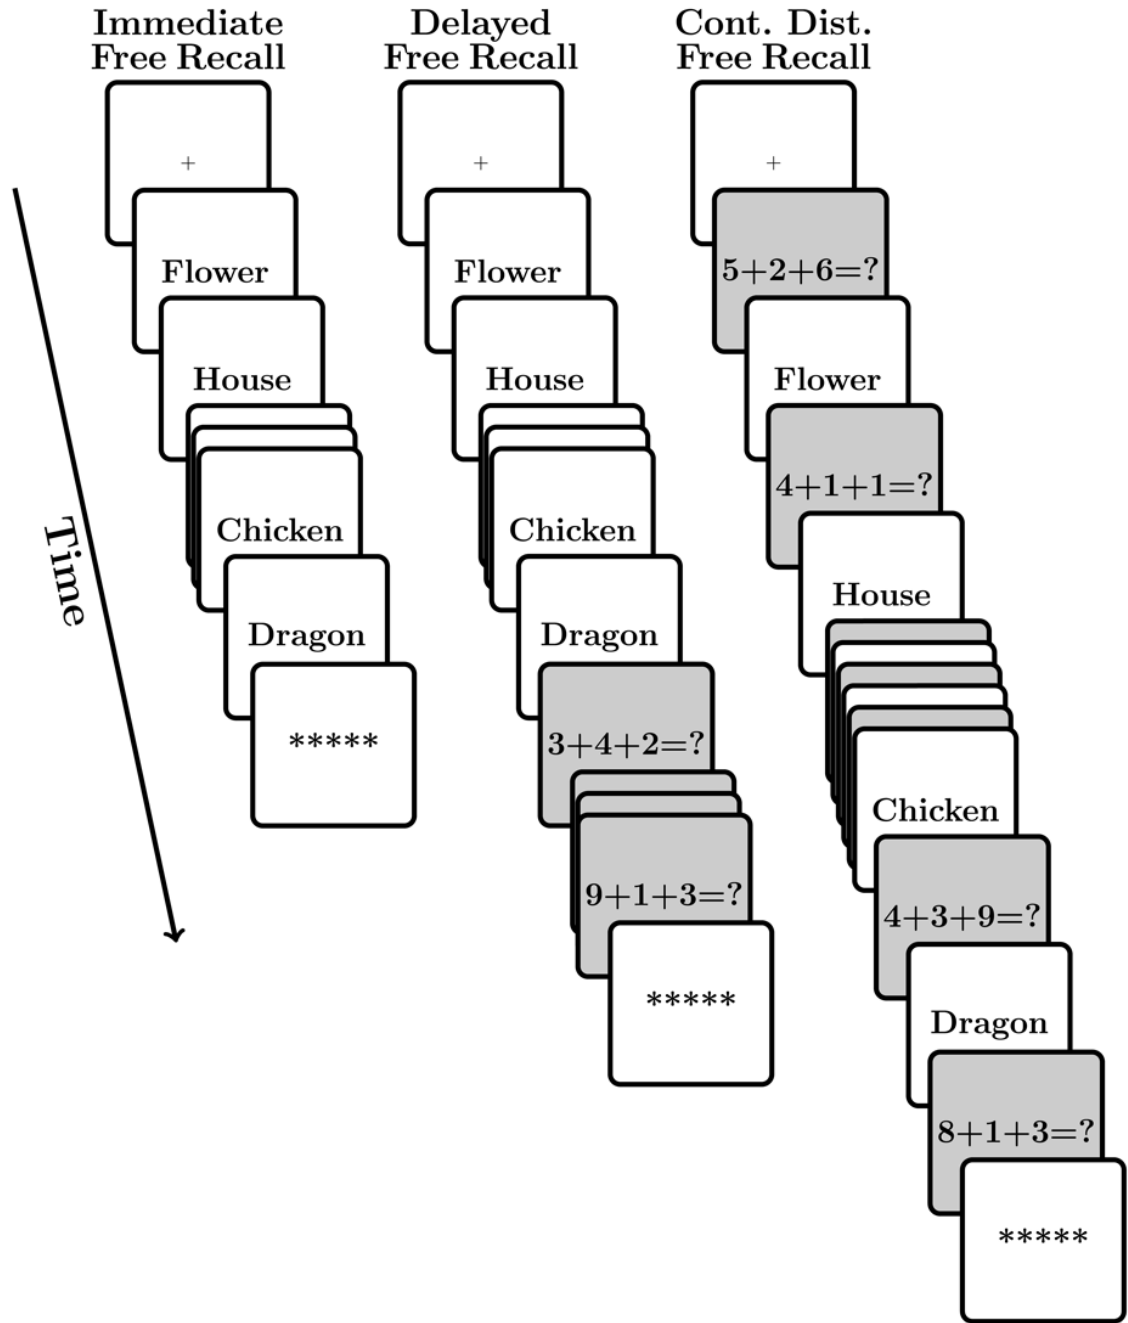 Immediate
Free Recall
+
Flower
House
Chicken
Dragon
*****
Delayed
Free Recall
+
Flower
House
Chicken
Dragon
3+4+2=?
9+1+3=?
*****
Cont. Dist.
Free Recall
+
5+2+6=?
Flower
4+1+1=?
House
Chicken
4+3+9=?
Dragon
8+1+3=?
*****
Time